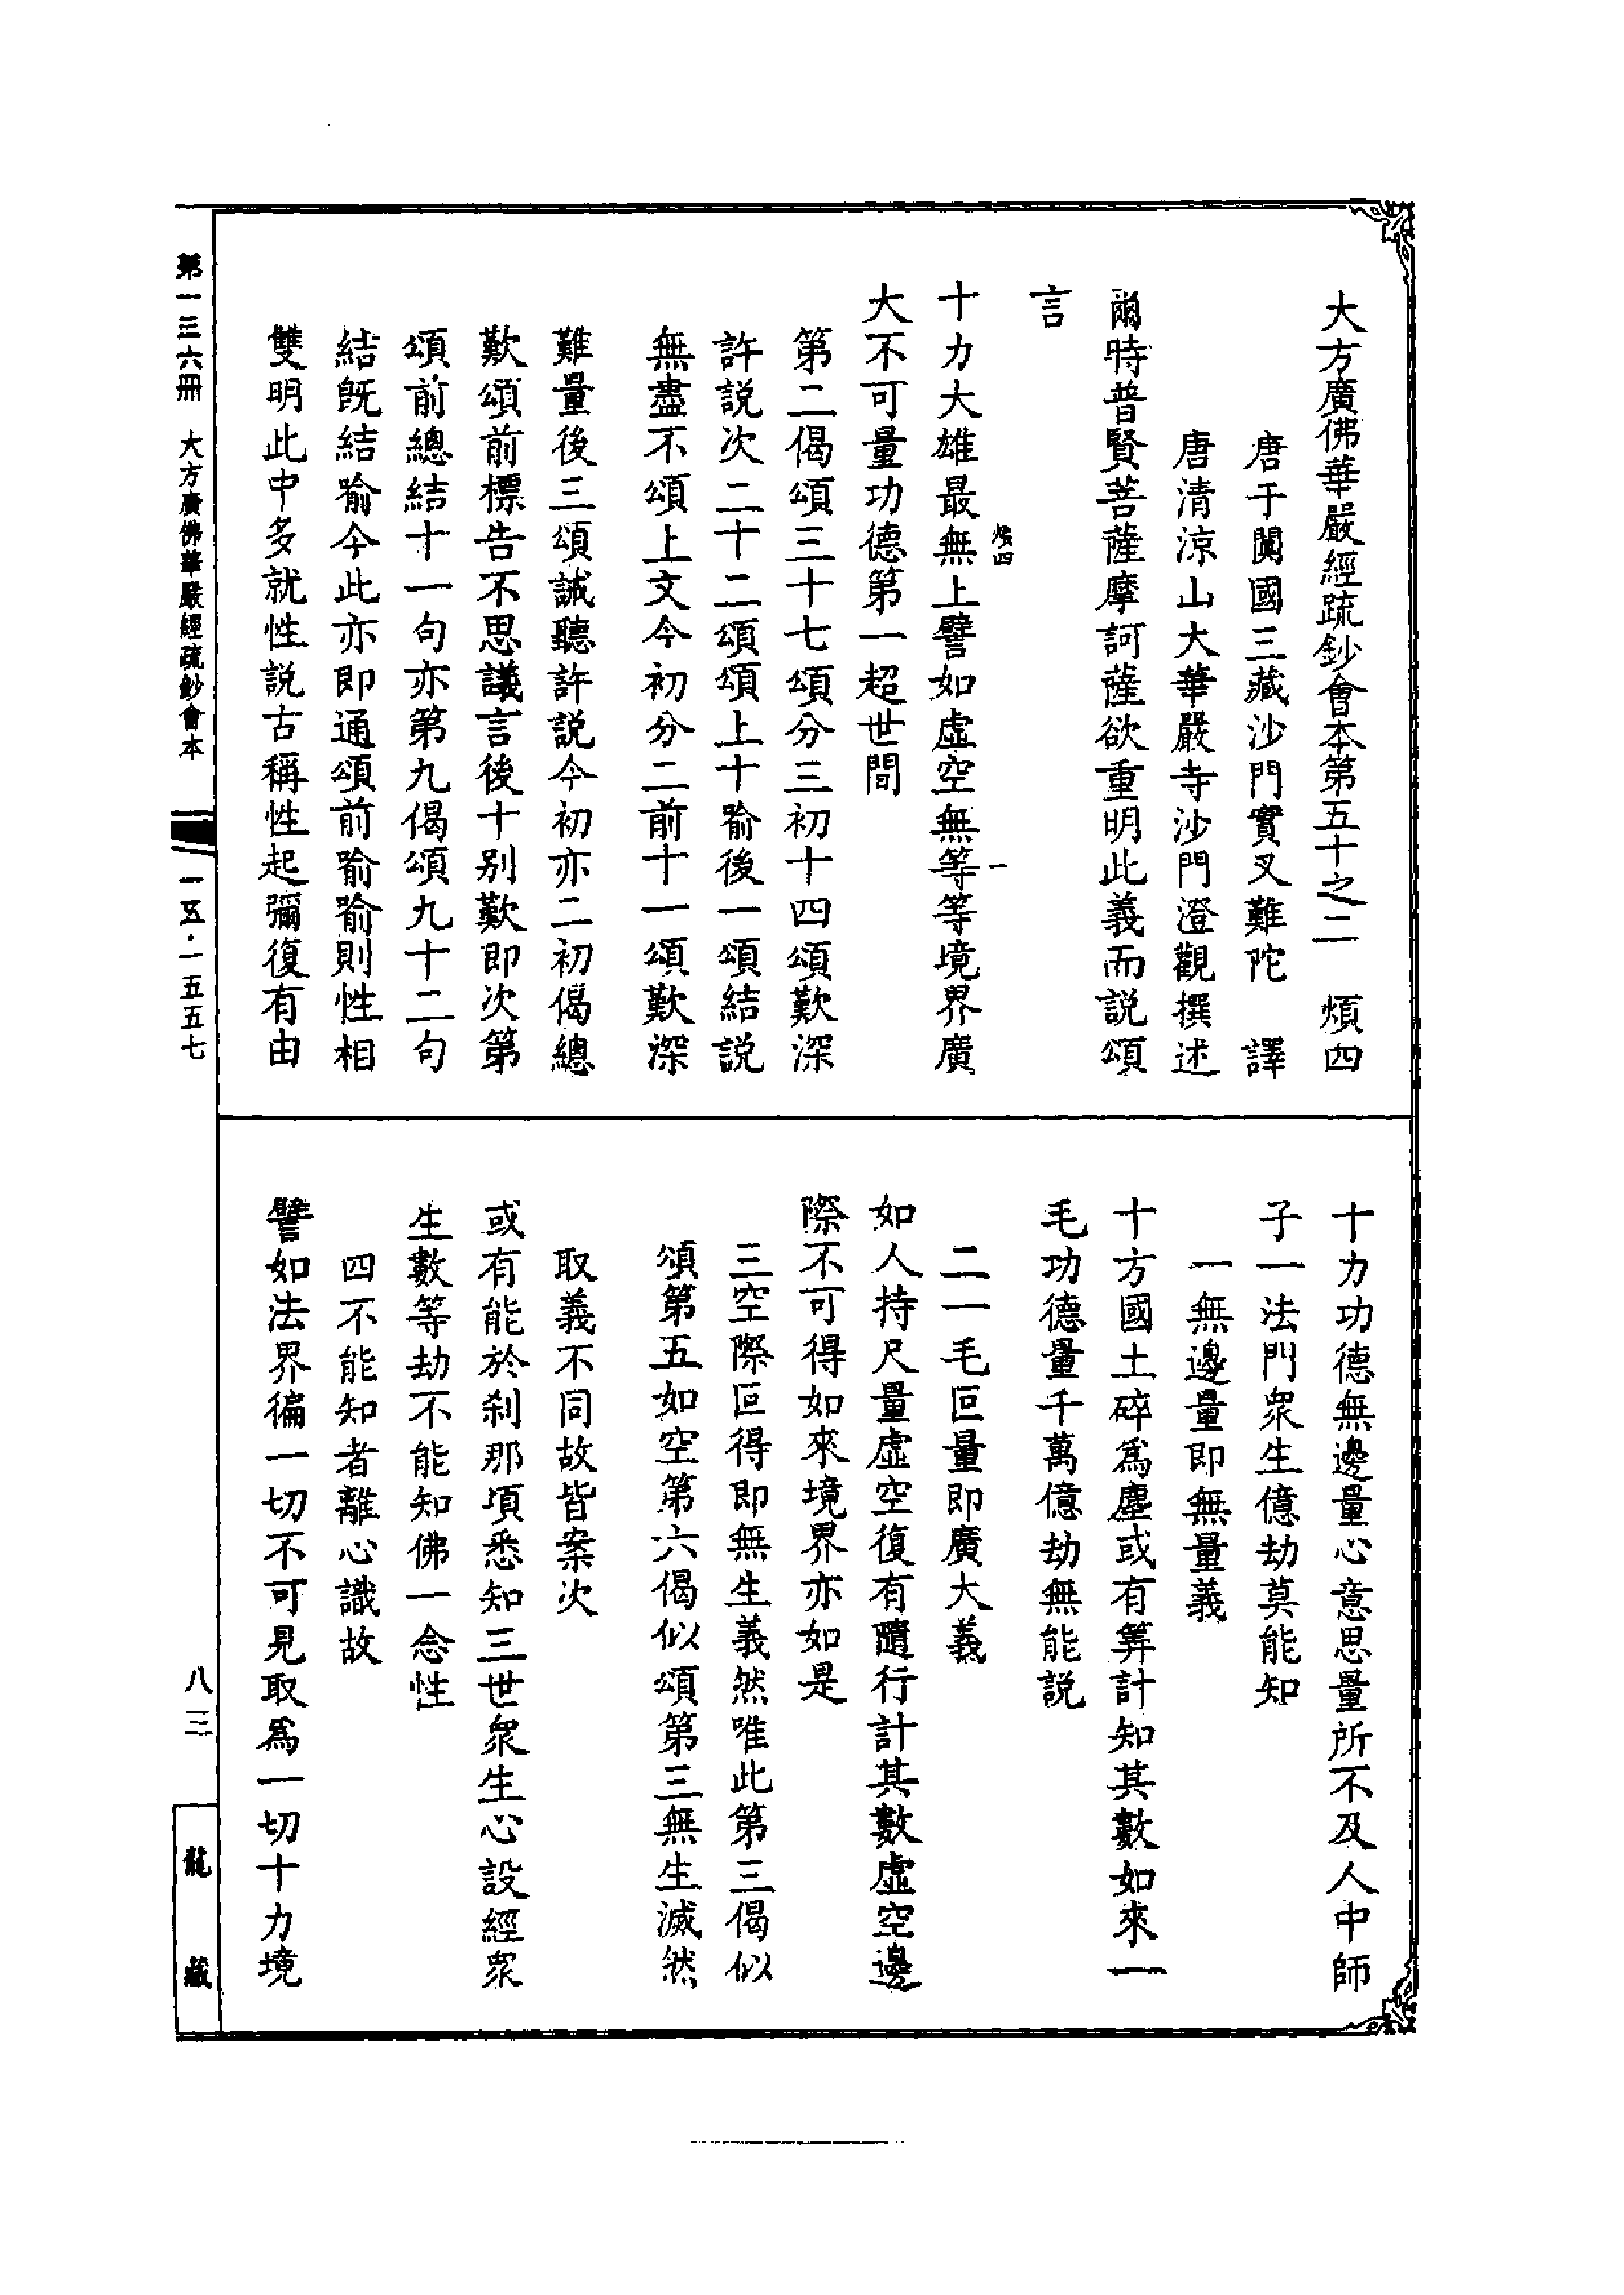 大方廣佛華嚴經疏鈔會本第五十之二　煩四
唐于闐國三藏沙門實叉難陀　譯
唐清涼山大華嚴寺沙門澄觀撰述
爾時普賢菩薩摩訶薩欲重明此義而說頌
言
煩四　一
十力大雄最無上譬如虛空無等等境界廣
大不可量功德第一超世間
第二偈頌三十七頌分三初十四頌歎深
許說次二十二頌頌上十喻後一頌結說
無盡不頌上文今初分二前十一頌歎深
難量後三頌誡聽許說今初亦二初偈總
歎頌前標告不思議言後十別歎即次第
頌前總結十一句亦第九偈頌九十二句
結旣結喻今此亦即通頌前喻喻則性相
雙明此中多就性說古稱性起彌復有由
十力功德無邊量心意思量所不及人中師
子一法門衆生億劫莫能知
一無邊量即無量義
十方國土碎爲塵或有筭計知其數如來一
毛功德量千萬億劫無能說
二一毛叵量即廣大義
如人持尺量虛空復有隨行計其數虛空邊
際不可得如來境界亦如是
三空際叵得即無生義然唯此第三偈似
頌第五如空第六偈似頌第三無生滅然
取義不同故皆案次
或有能於刹那頃悉知三世衆生心設經衆
生數等劫不能知佛一念性
四不能知者離心識故
譬如法界徧一切不可見取爲一切十力境
第一三六冊　大方廣佛華嚴經疏鈔會本　一五·一五五七
八三
龍藏